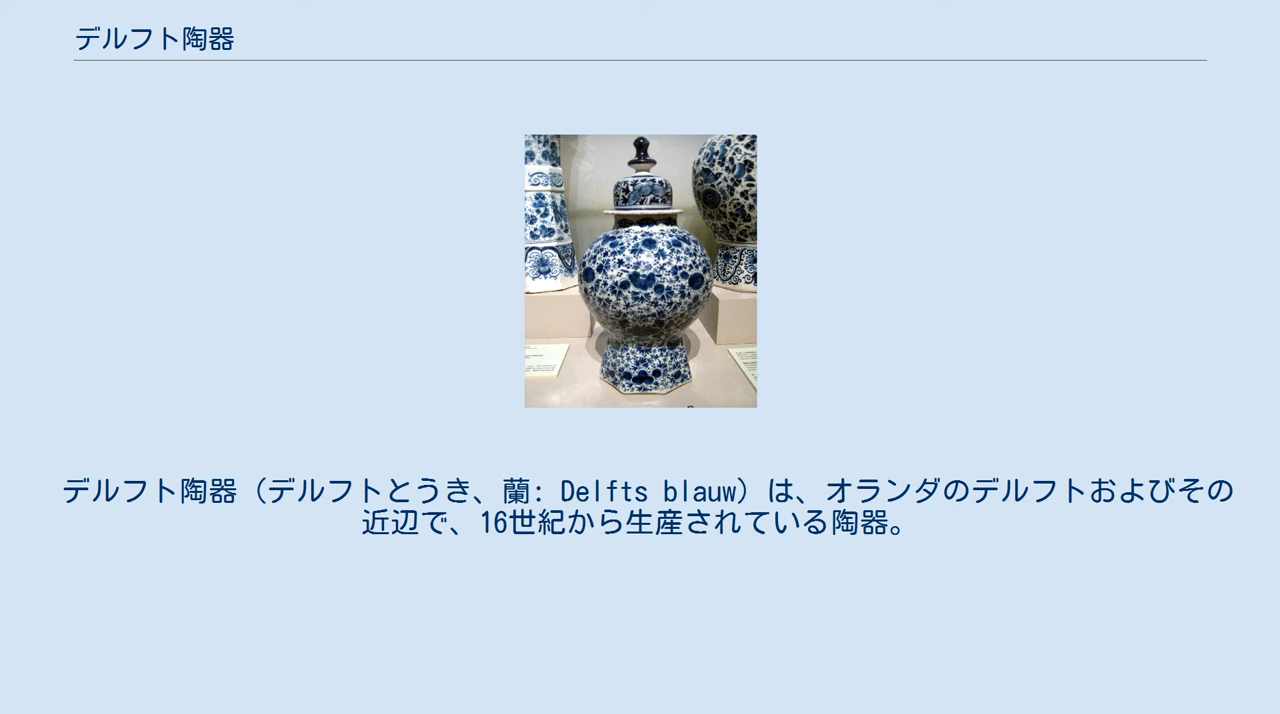 デルフト陶器
デルフト陶器（デルフトとうき、蘭: Delfts blauw）は、オランダのデルフトおよびその
近辺で、16世紀から生産されている陶器。